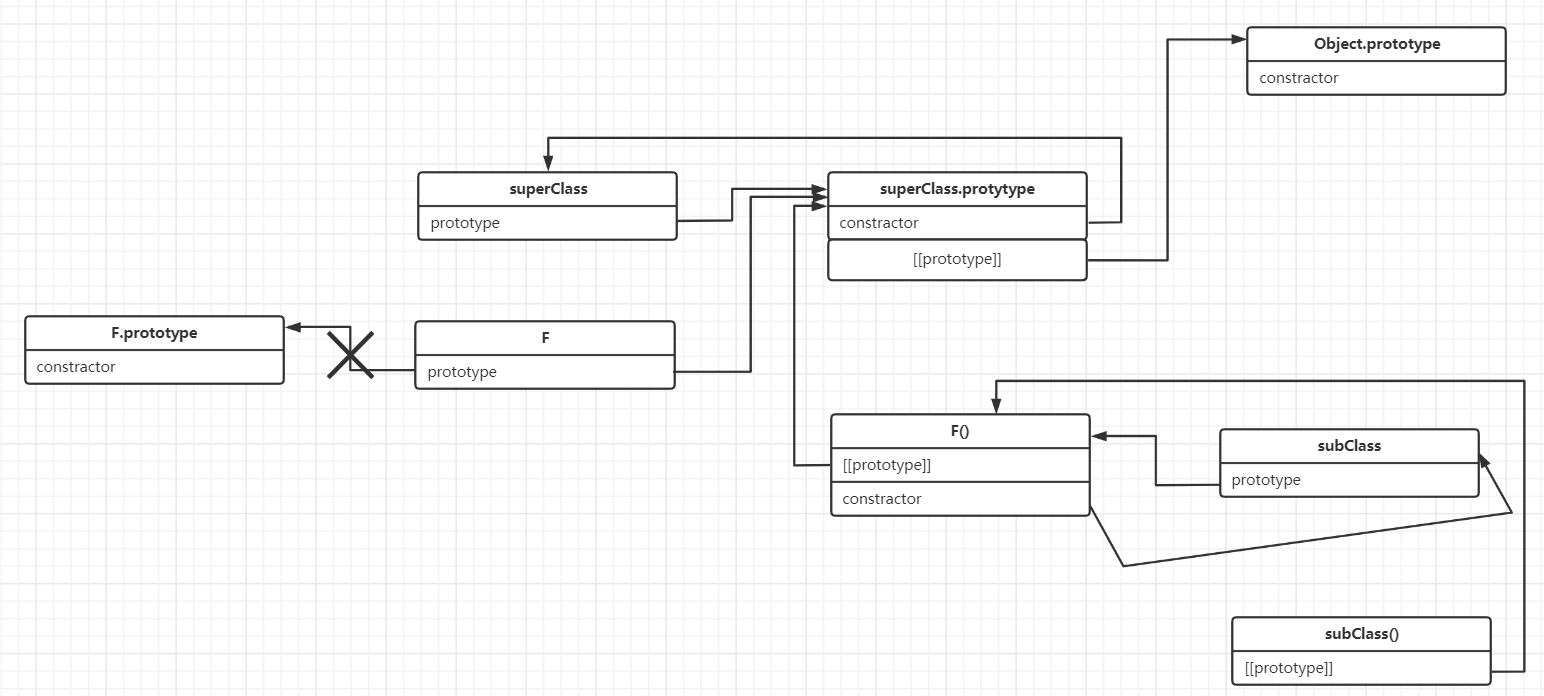 Object.prototype
constractor
superClass
prototype
superClass.protytype
constractor
[[prototype]]
F.prototype
constractor
F
prototype
F()
[[prototype]]
constractor
subClass
prototype
subClass()
[[prototype]]